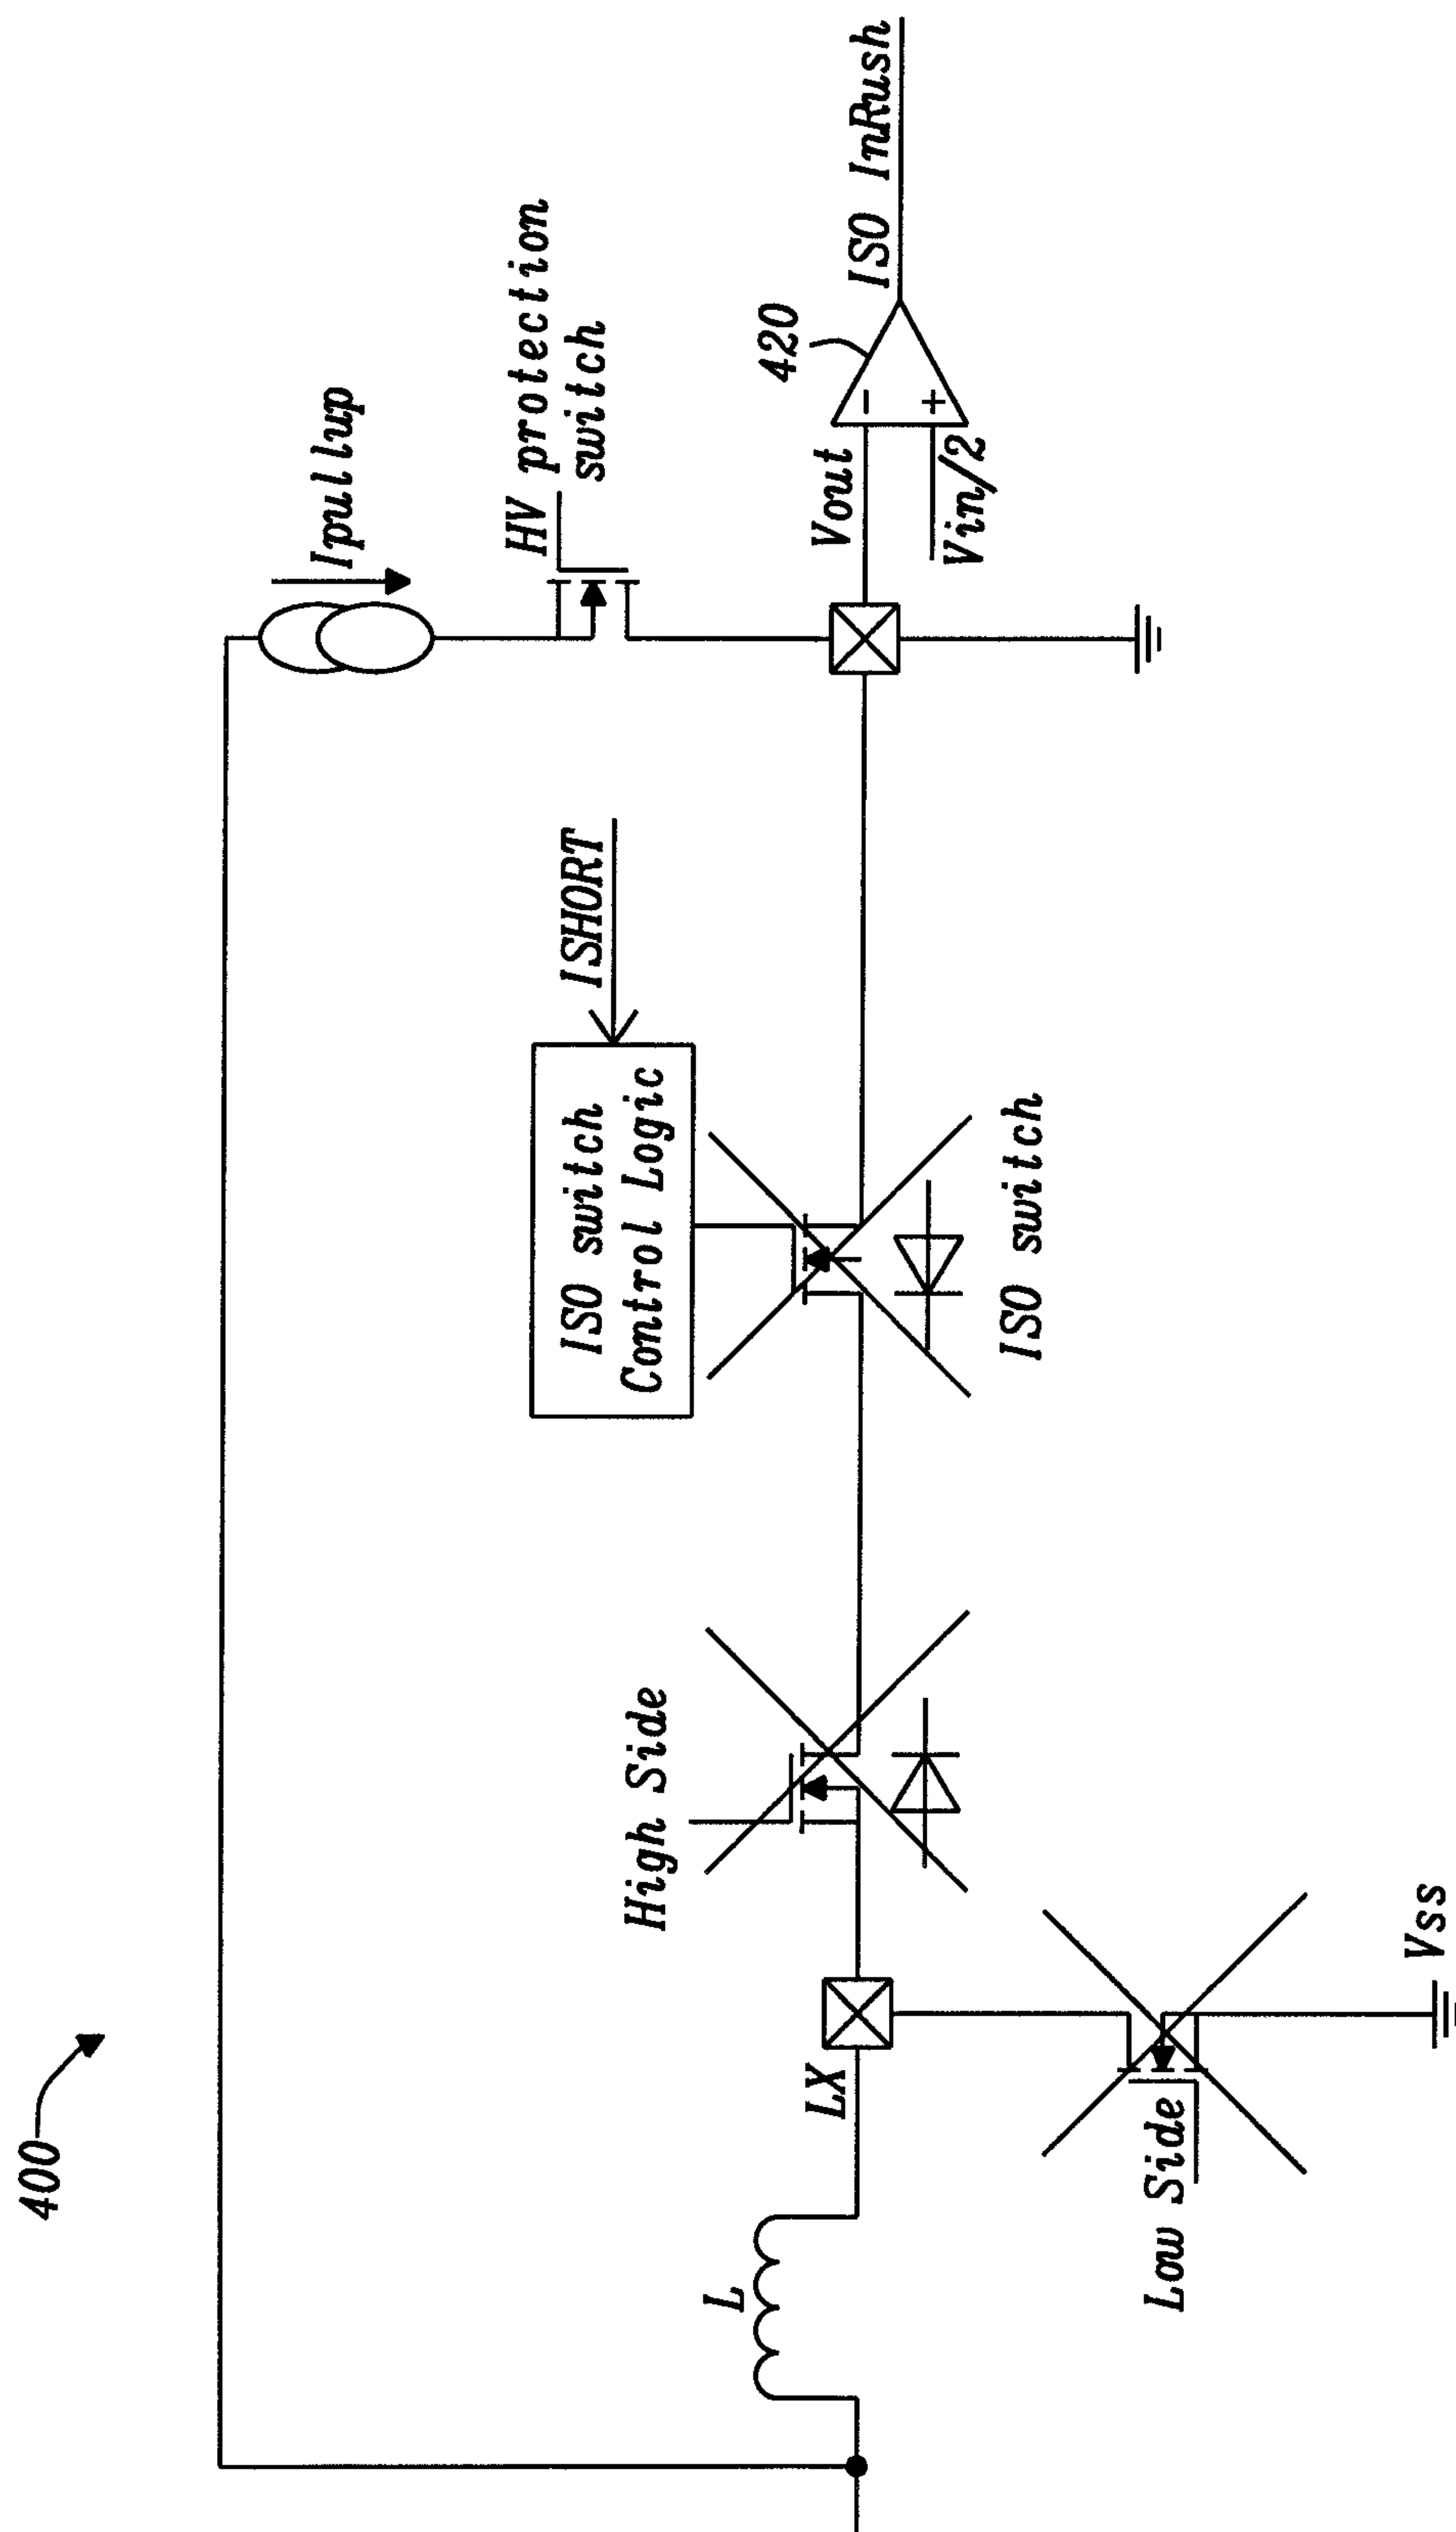 400
Ipullup
HV protection
switch
ISHORT
ISO switch
Control Logic
High Side
L
LX
Vout
420
ISO InRush
Vin/2
ISO switch
Low Side
Vss